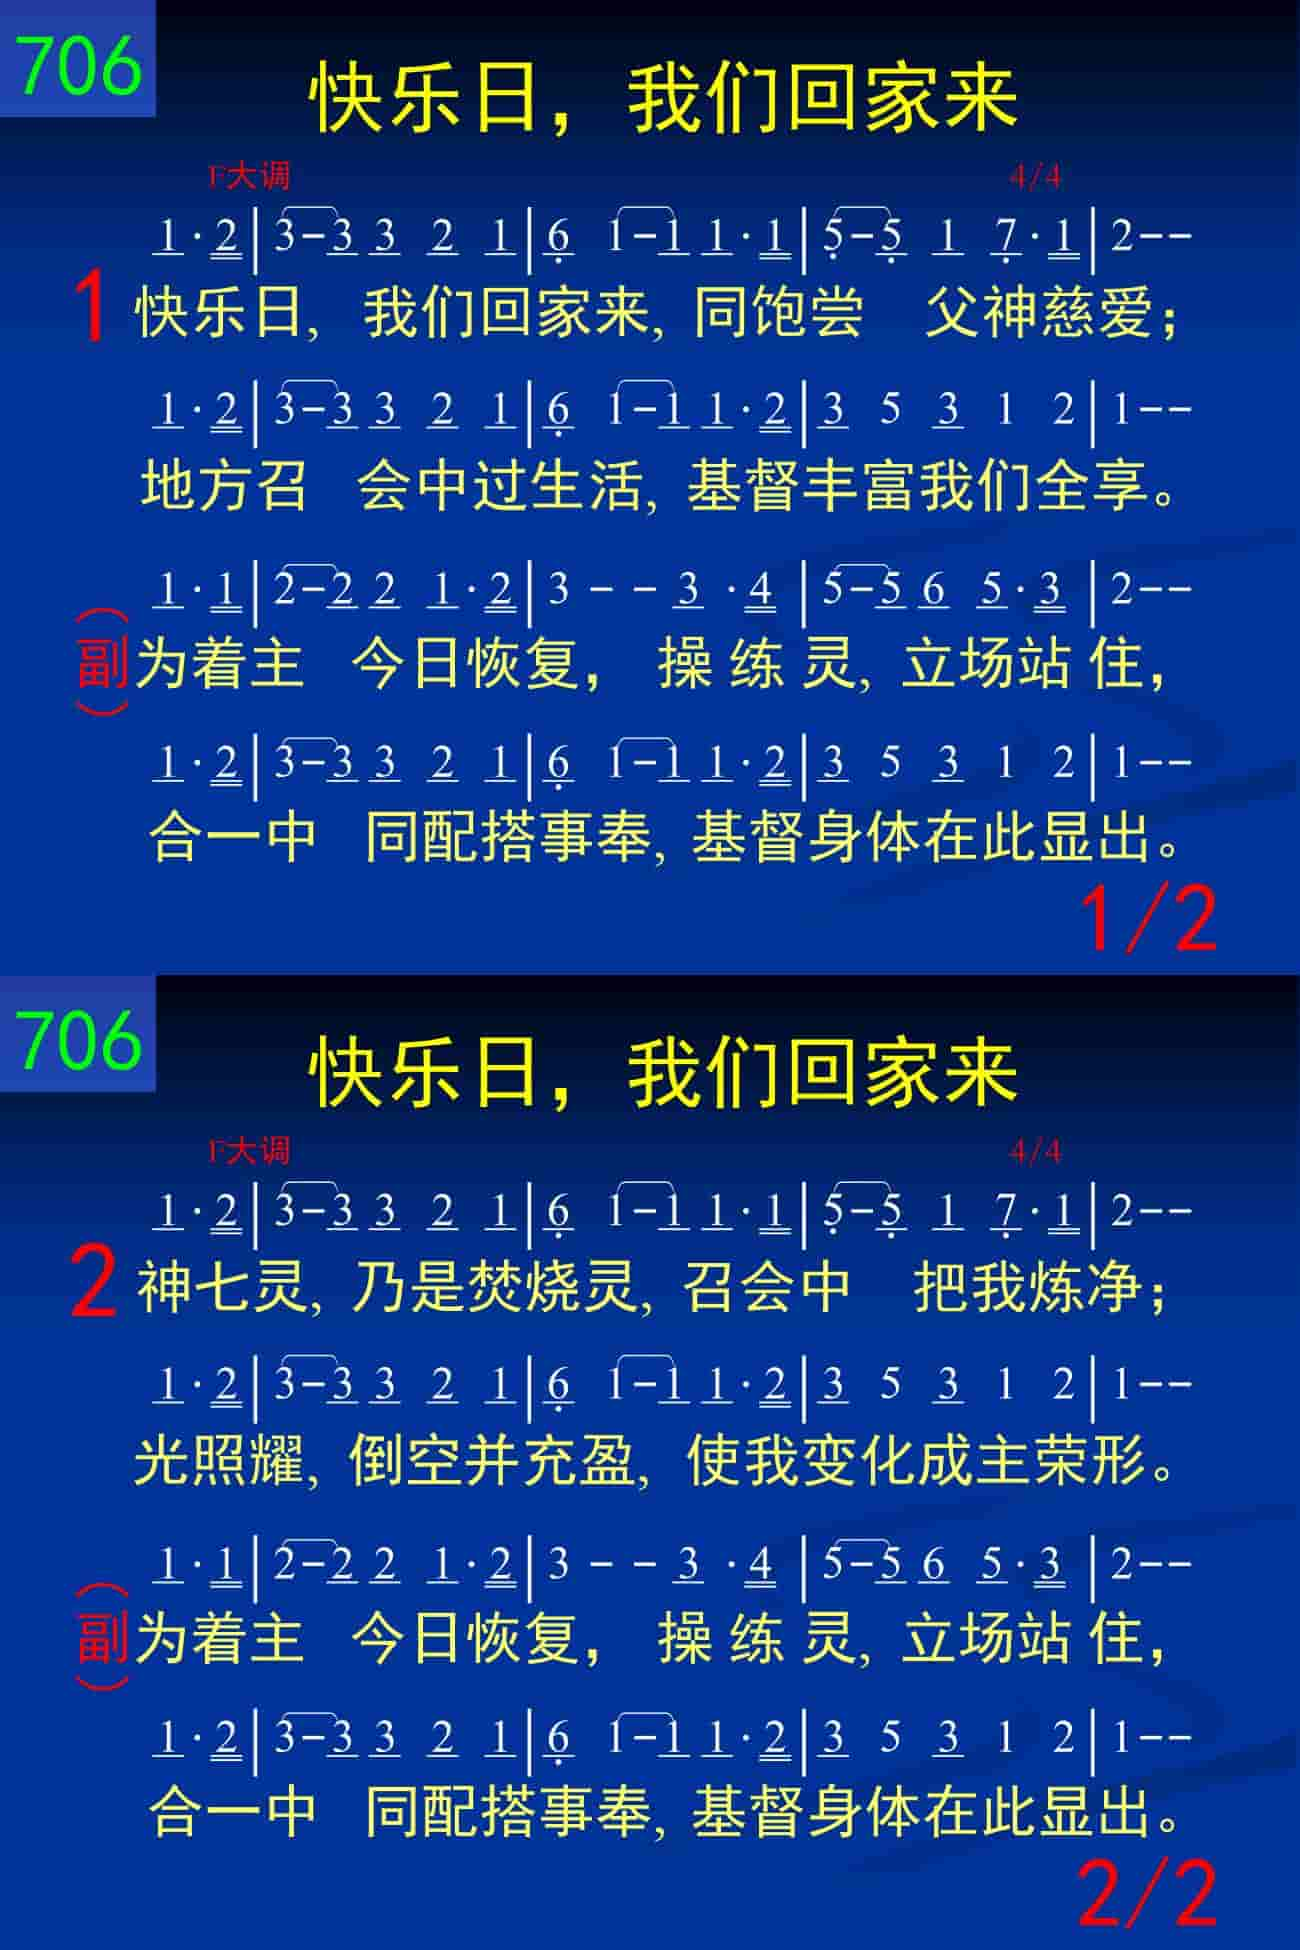 706
快乐日，我们回家来
F大调 4/4
1·2|3-3 3 2 1|6 1-1 1·1|5-5 1 7·1|2--
1 快乐日, 我们回家来, 同饱尝 父神慈爱;
1·2|3-3 3 2 1|6 1-1 1·2|3 5 3 1 2|1--
地方召 会中过生活, 基督丰富我们全享。
1·1|2-2 2 1·2|3 - - 3 ·4|5-5 6 5·3|2--
（副）为着主 今日恢复， 操 练 灵, 立场站 住，
1·2|3-3 3 2 1|6 1-1 1·2|3 5 3 1 2|1--
合一中 同配搭事奉, 基督身体在此显出。
1/2
706
快乐日，我们回家来
F大调 4/4
1·2|3-3 3 2 1|6 1-1 1·1|5-5 1 7·1|2--
2 神七灵, 乃是焚烧灵, 召会中 把我炼净;
1·2|3-3 3 2 1|6 1-1 1·2|3 5 3 1 2|1--
光照耀, 倒空并充盈, 使我变化成主荣形。
1·1|2-2 2 1·2|3 - - 3 ·4|5-5 6 5·3|2--
（副）为着主 今日恢复， 操 练 灵, 立场站 住，
1·2|3-3 3 2 1|6 1-1 1·2|3 5 3 1 2|1--
合一中 同配搭事奉, 基督身体在此显出。
2/2